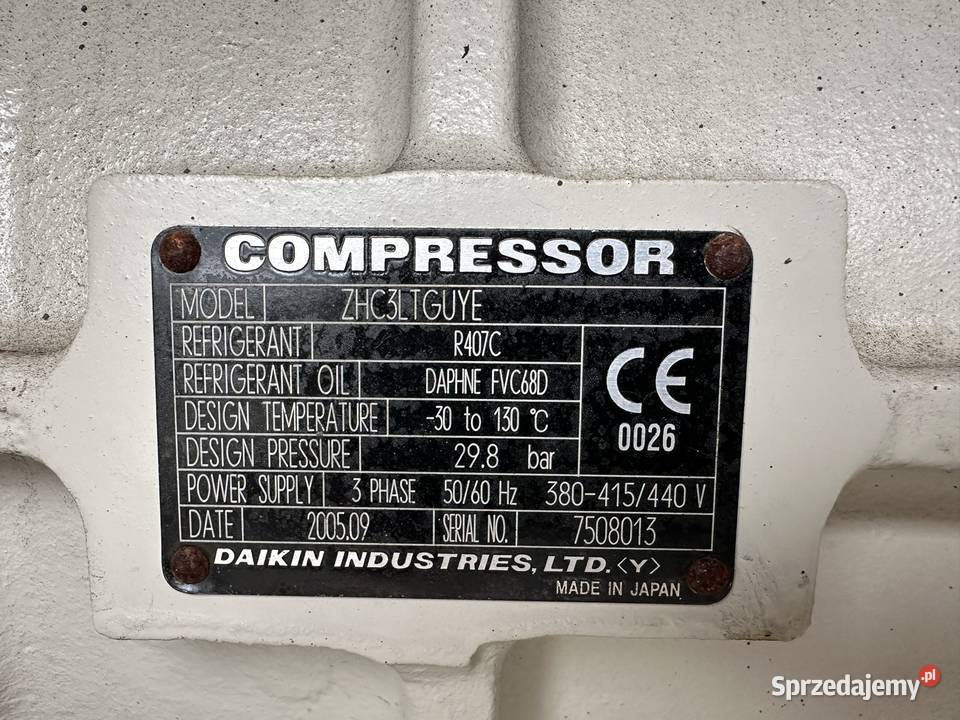 COMPRESSOR
MODEL ZHC3LTGUYE
REFRIGERANT R407C
REFRIGERANT OIL DAPHNE FVC68D
DESIGN TEMPERATURE -30 to 130 °C
DESIGN PRESSURE 29.8 bar
CE
0026
POWER SUPPLY 3 PHASE 50/60 Hz 380-415/440 V
DATE 2005.09 SERIAL NO. 7508013
DAIKIN INDUSTRIES, LTD. <Y>
MADE IN JAPAN
Sprzedajemy.pl